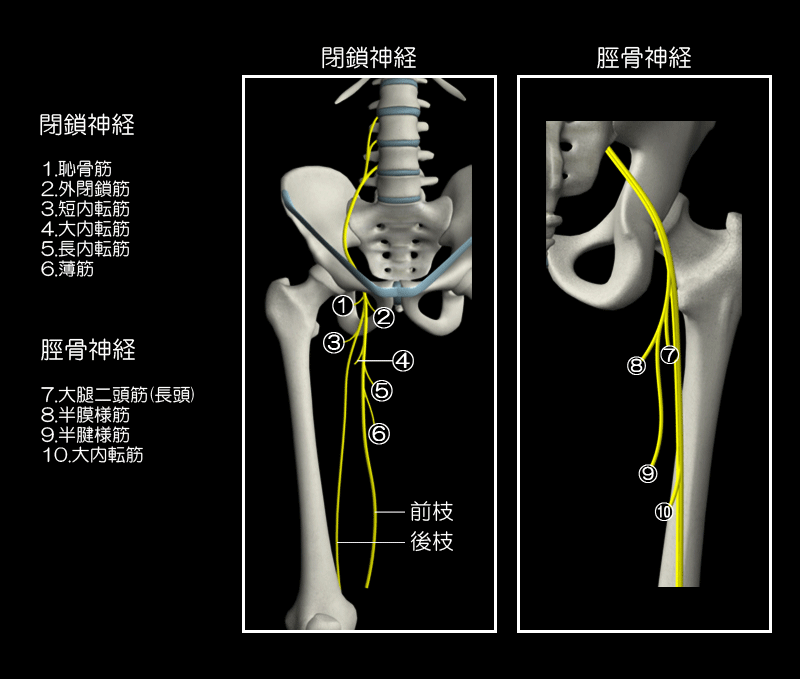 閉鎖神経
脛骨神経
閉鎖神経
1.恥骨筋
2.外閉鎖筋
3.短内転筋
4.大内転筋
5.長内転筋
6.薄筋
脛骨神経
7.大腿二頭筋(長頭)
8.半膜様筋
9.半腱様筋
10.大内転筋
①
②
③
④
⑤
⑥
前枝
後枝
⑦
⑧
⑨
⑩